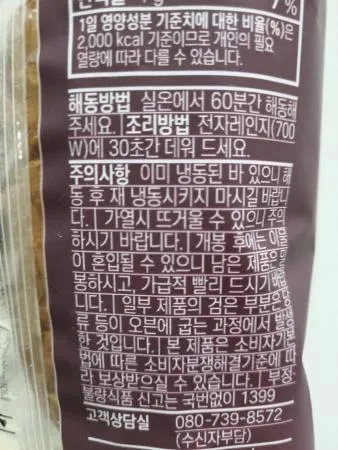 7%
1일 영양성분 기준치에 대한 비율(%)은
2,000 kcal 기준이므로 개인의 필요
열량에 따라 다를 수 있습니다.
해동방법 실온에서 60분간 해동해
주세요. 조리방법 전자레인지(700
W)에 30초간 데워 드세요.
주의사항 이미 냉동된 바 있으니 해
동 후 재 냉동시키지 마시길 바랍니
다. | 가열시 뜨거울 수 있으니 주의
하시기 바랍니다. | 개봉 후에는 이물
이 혼입될 수 있으니 남은 제품은 밀
봉하시고, 가급적 빨리 드시기 바랍
니다. | 일부 제품의 검은 부분은
류 등이 오븐에 굽는 과정에서 발생
한 것입니다. | 본 제품은 소비자기본
법에 따른 소비자분쟁해결기준에 따
라 보상받으실 수 있습니다. | 부정·
불량식품 신고는 국번없이 1399
고객상담실 080-739-8572
(수신자부담)